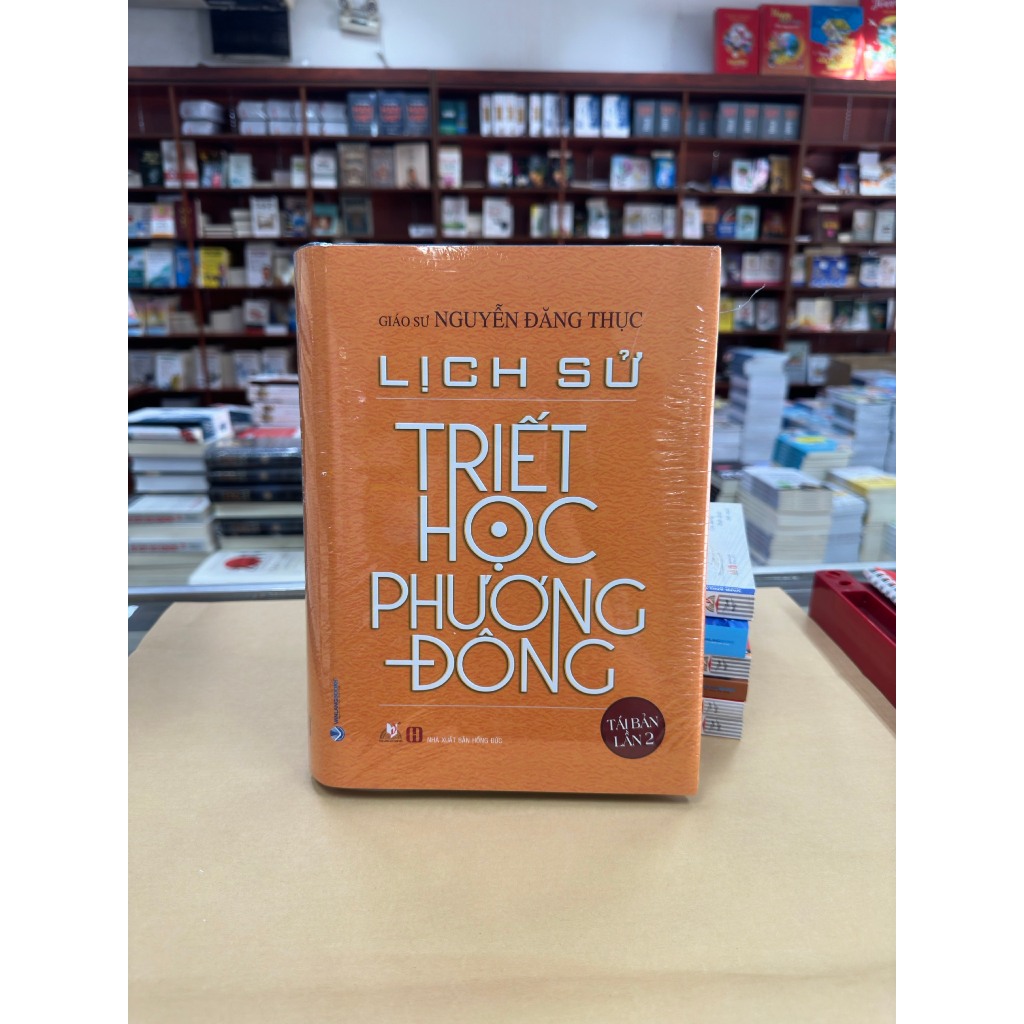 GIÁO SƯ NGUYỄN ĐĂNG THỤC
LỊCH SỬ
TRIẾT
HỌC
PHƯƠNG
ĐÔNG
TÁI BẢN
LẦN 2
NHÀ XUẤT BẢN HỒNG ĐỨC